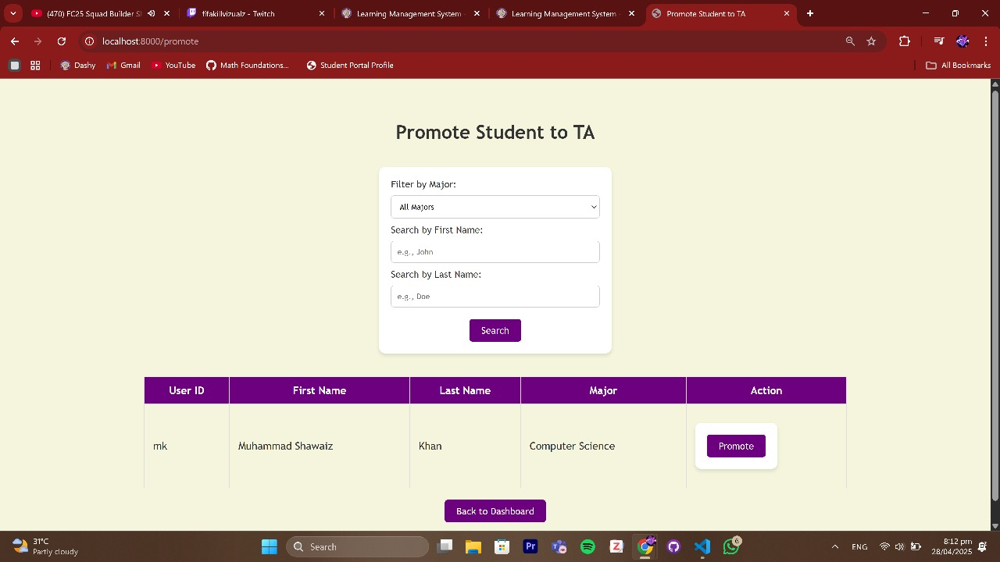 (470) FC25 Squad Builder S
fifakillvizualz - Twitch
Learning Management System
Learning Management System
Promote Student to TA
localhost:8000/promote
Dashy
Gmail
YouTube
Math Foundations...
Student Portal Profile
All Bookmarks
Promote Student to TA
Filter by Major:
All Majors
Search by First Name:
e.g., John
Search by Last Name:
e.g., Doe
Search
User ID First Name Last Name Major Action
mk Muhammad Shawaiz Khan Computer Science Promote
Back to Dashboard
31°C
Partly cloudy
Search
Pr
Z
6
ENG
8:12 pm
28/04/2025